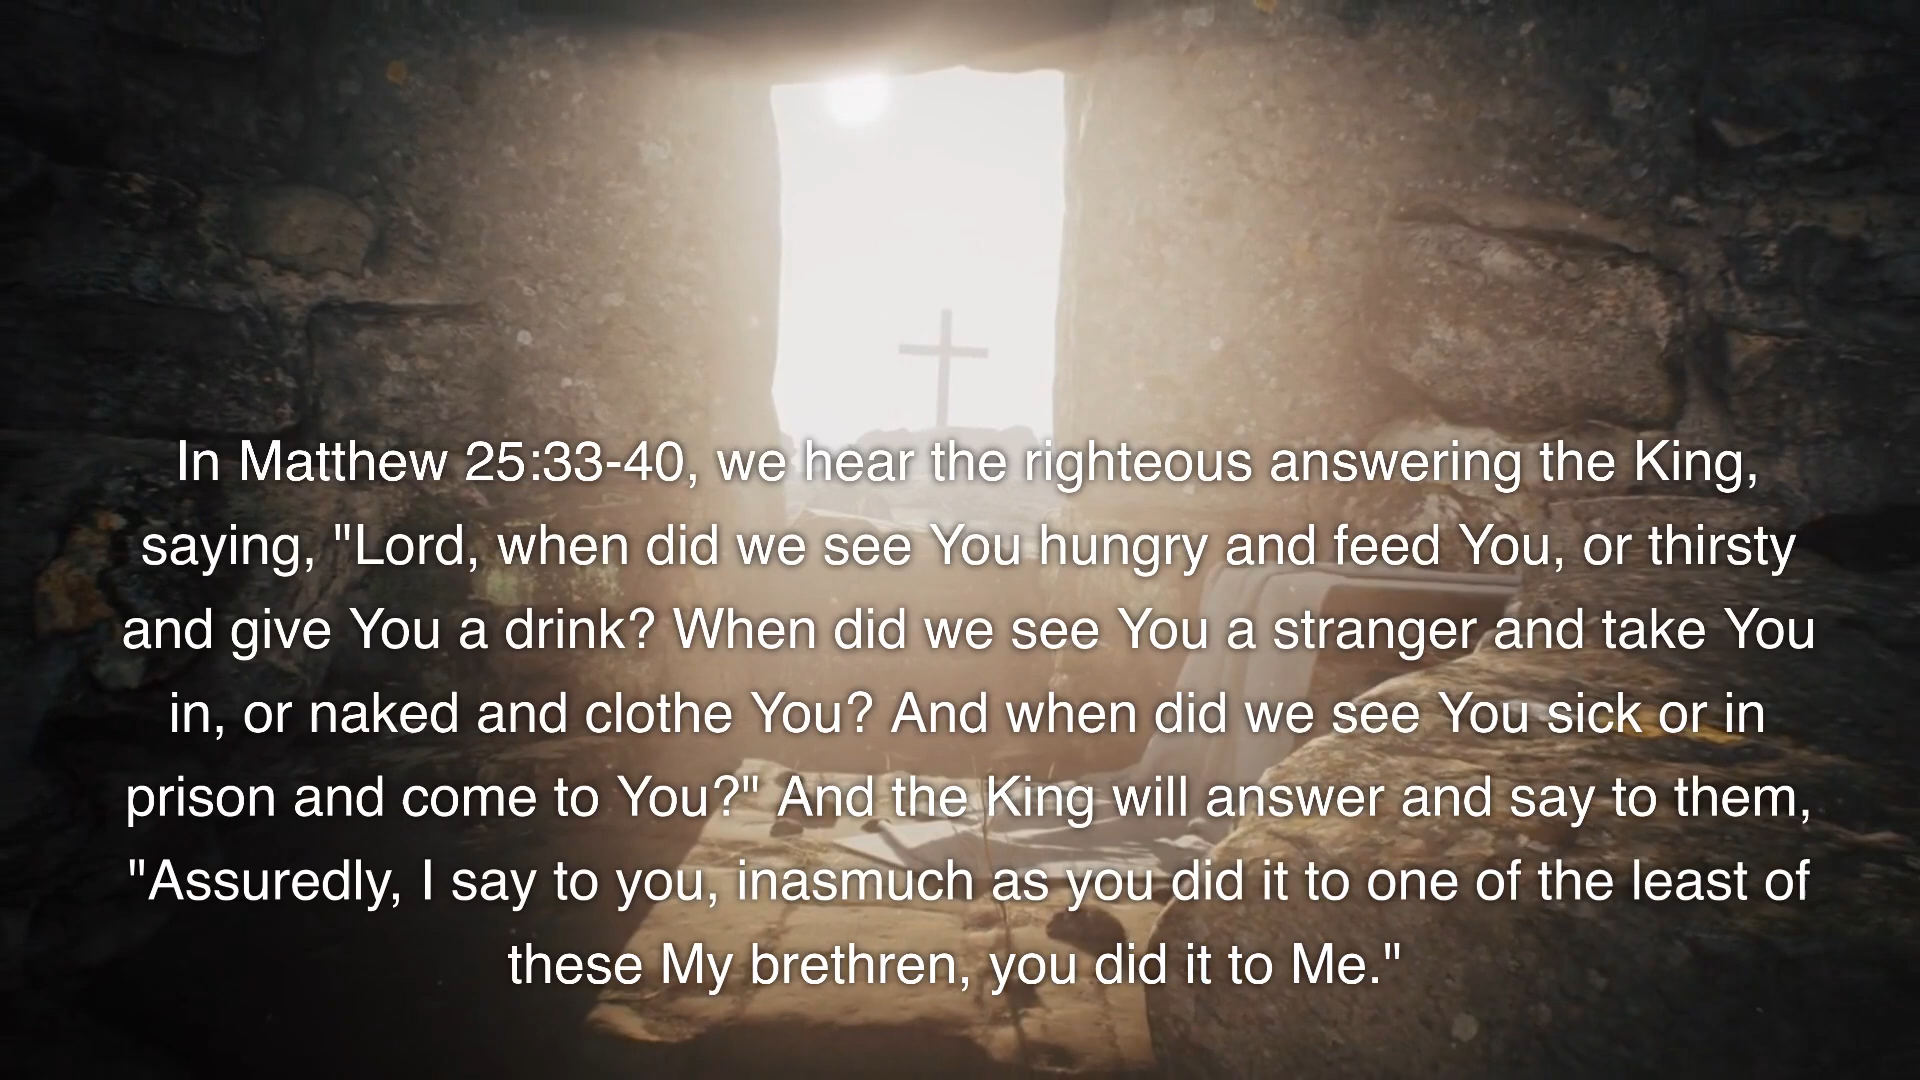 In Matthew 25:33-40, we hear the righteous answering the King,
saying, "Lord, when did we see You hungry and feed You, or thirsty
and give You a drink? When did we see You a stranger and take You
in, or naked and clothe You? And when did we see You sick or in
prison and come to You?" And the King will answer and say to them,
"Assuredly, I say to you, inasmuch as you did it to one of the least of
these My brethren, you did it to Me."